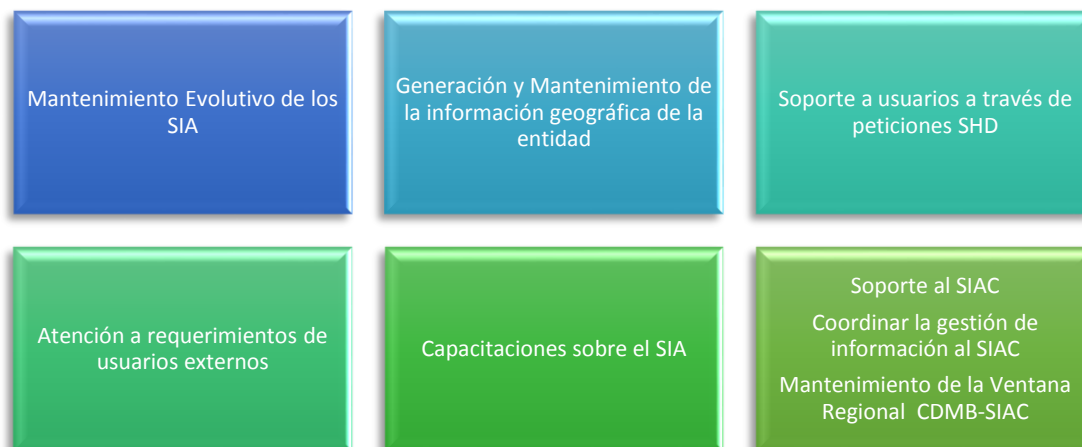 Mantenimiento Evolutivo de los
SIA
Generación y Mantenimiento de
la información geográfica de la
entidad
Soporte a usuarios a través de
peticiones SHD
Atención a requerimientos de
usuarios externos
Capacitaciones sobre el SIA
Soporte al SIAC
Coordinar la gestión de
información al SIAC
Mantenimiento de la Ventana
Regional CDMB-SIAC